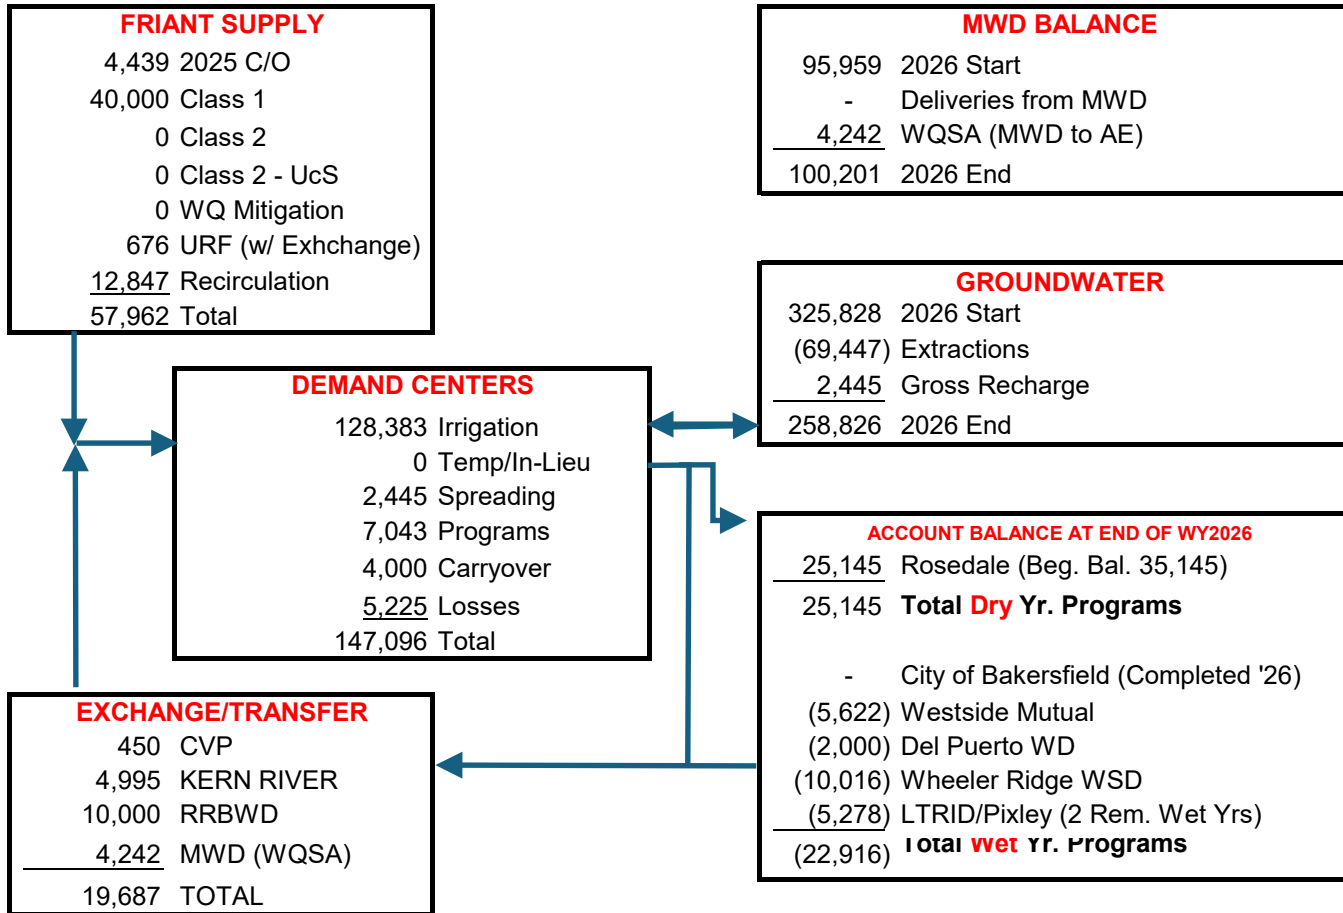 FRIANT SUPPLY
4,439 2025 C/O
40,000 Class 1
0 Class 2
0 Class 2 - UcS
0 WQ Mitigation
676 URF (w/ Exhchange)
12,847 Recirculation
57,962 Total
MWD BALANCE
95,959 2026 Start
- Deliveries from MWD
4,242 WQSA (MWD to AE)
100,201 2026 End
GROUNDWATER
325,828 2026 Start
(69,447) Extractions
2,445 Gross Recharge
258,826 2026 End
DEMAND CENTERS
128,383 Irrigation
0 Temp/In-Lieu
2,445 Spreading
7,043 Programs
4,000 Carryover
5,225 Losses
147,096 Total
ACCOUNT BALANCE AT END OF WY2026
25,145 Rosedale (Beg. Bal. 35,145)
25,145 Total Dry Yr. Programs
- City of Bakersfield (Completed '26)
(5,622) Westside Mutual
(2,000) Del Puerto WD
(10,016) Wheeler Ridge WSD
(5,278) LTRID/Pixley (2 Rem. Wet Yrs)
(22,916) Total Wet Yr. Programs
EXCHANGE/TRANSFER
450 CVP
4,995 KERN RIVER
10,000 RRBWD
4,242 MWD (WQSA)
19,687 TOTAL